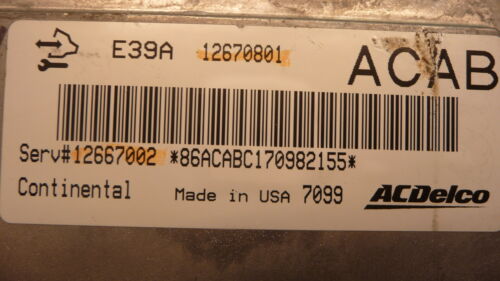 E39A 12670801 ACAB
Serv#12667002 *86ACABC170982155*
Continental Made in USA 7099 ACDelco